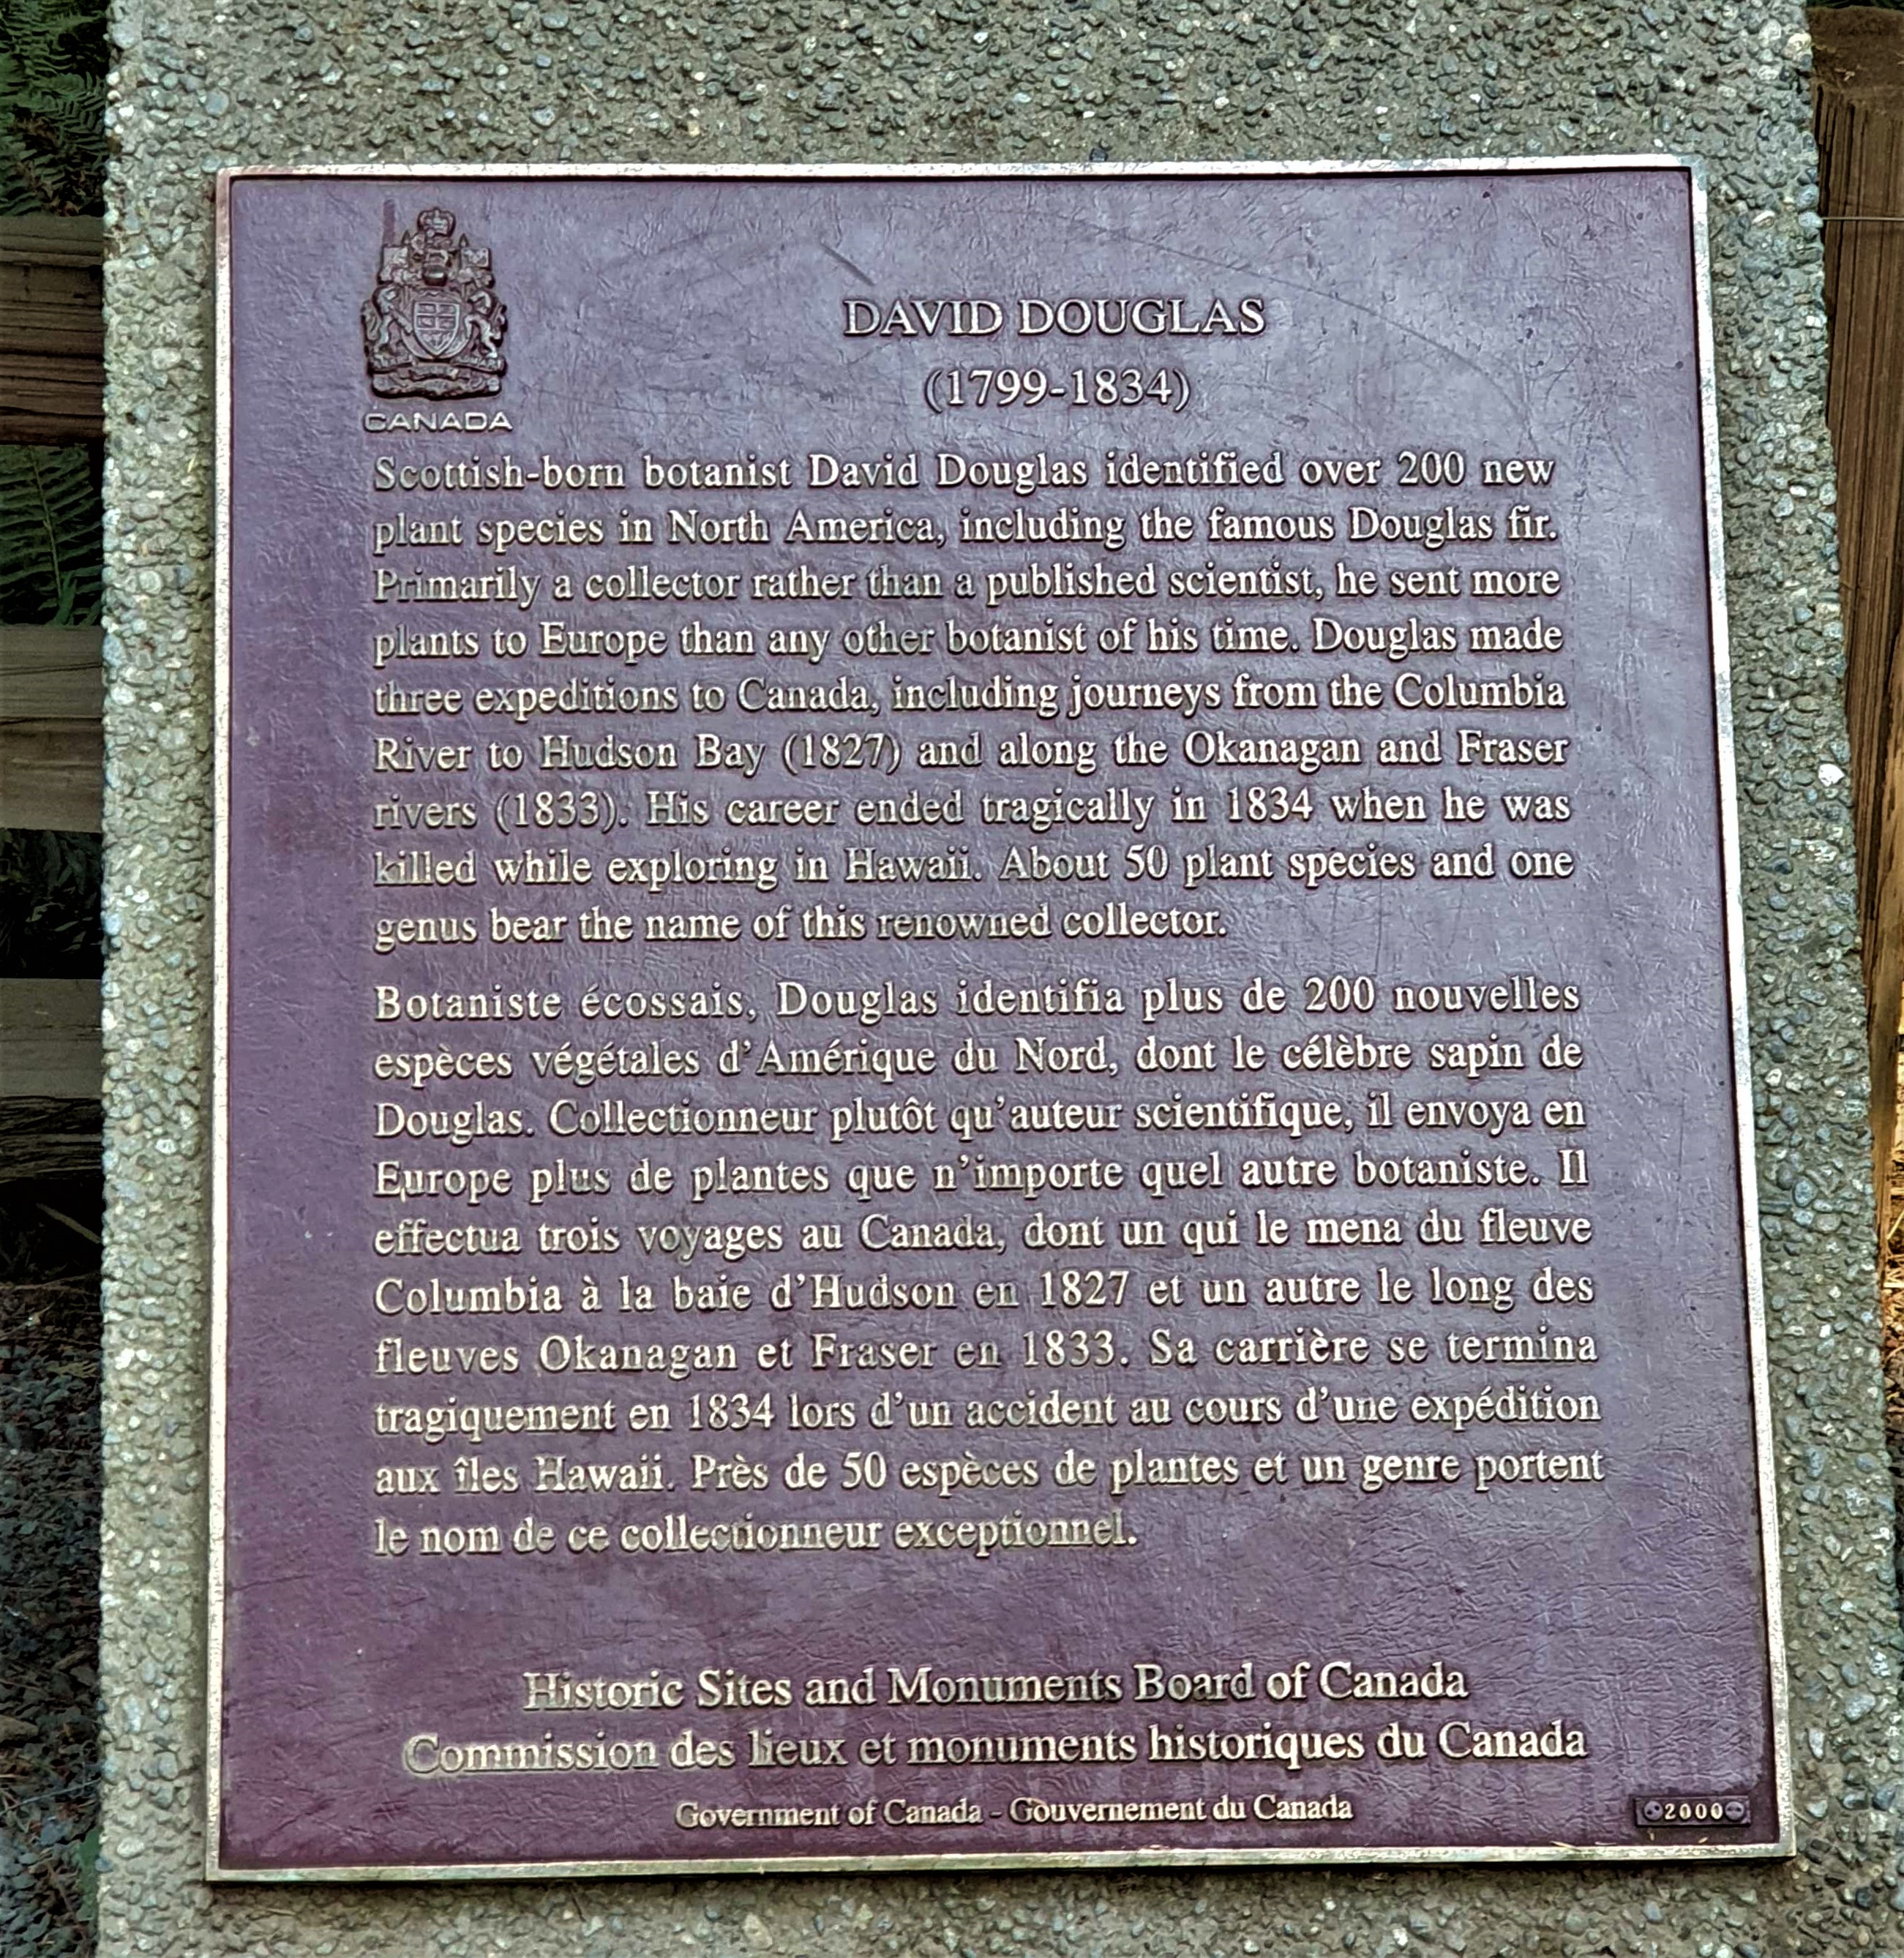 CANADA
DAVID DOUGLAS
(1799-1834)
Scottish-born botanist David Douglas identified over 200 new
plant species in North America, including the famous Douglas fir.
Primarily a collector rather than a published scientist, he sent more
plants to Europe than any other botanist of his time. Douglas made
three expeditions to Canada, including journeys from the Columbia
River to Hudson Bay (1827) and along the Okanagan and Fraser
rivers (1833). His career ended tragically in 1834 when he was
killed while exploring in Hawaii. About 50 plant species and one
genus bear the name of this renowned collector.
Botaniste écossais, Douglas identifia plus de 200 nouvelles
espèces végétales d'Amérique du Nord, dont le célèbre sapin de
Douglas. Collectionneur plutôt qu'auteur scientifique, il envoya en
Europe plus de plantes que n'importe quel autre botaniste. Il
effectua trois voyages au Canada, dont un qui le mena du fleuve
Columbia à la baie d'Hudson en 1827 et un autre le long des
fleuves Okanagan et Fraser en 1833. Sa carrière se termina
tragiquement en 1834 lors d'un accident au cours d'une expédition
aux îles Hawaii. Près de 50 espèces de plantes et un genre portent
le nom de ce collectionneur exceptionnel.
Historic Sites and Monuments Board of Canada
Commission des lieux et monuments historiques du Canada
Government of Canada - Gouvernement du Canada
2000